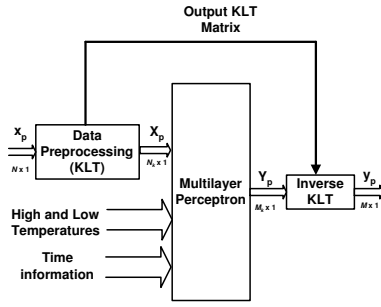 Output KLT
Matrix
x_p
N x 1
Data
Preprocessing
(KLT)
X_p
N_s x 1
Multilayer
Perceptron
Y_p
M_s x 1
Inverse
KLT
y_p
M x 1
High and Low
Temperatures
Time
information